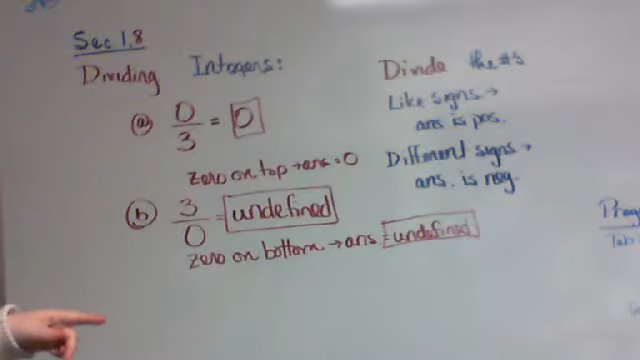 Sec 1.8
Dividing Integers:
(a) 0/3 = 0
zero on top → ans = 0
(b) 3/0 = undefined
zero on bottom → ans = undefined
Divide the #s
Like signs →
ans is pos.
Different signs →
ans. is neg.